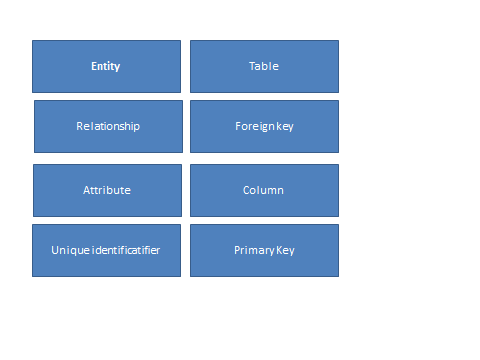 Entity
Table
Relationship
Foreign key
Attribute
Column
Unique identificatifier
Primary Key